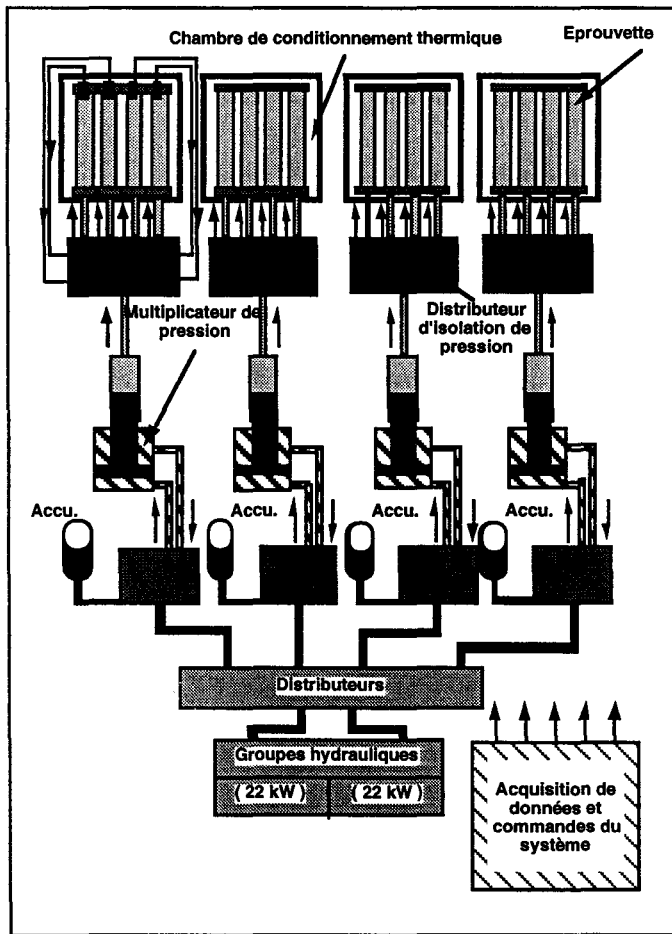 Chambre de conditionnement thermique
Eprouvette
Multiplicateur de
pression
Distributeur
d'isolation de
pression
Accu.
Accu.
Accu.
Accu.
Distributeurs
Groupes hydrauliques
( 22 kW )
( 22 kW )
Acquisition de
données et
commandes du
système